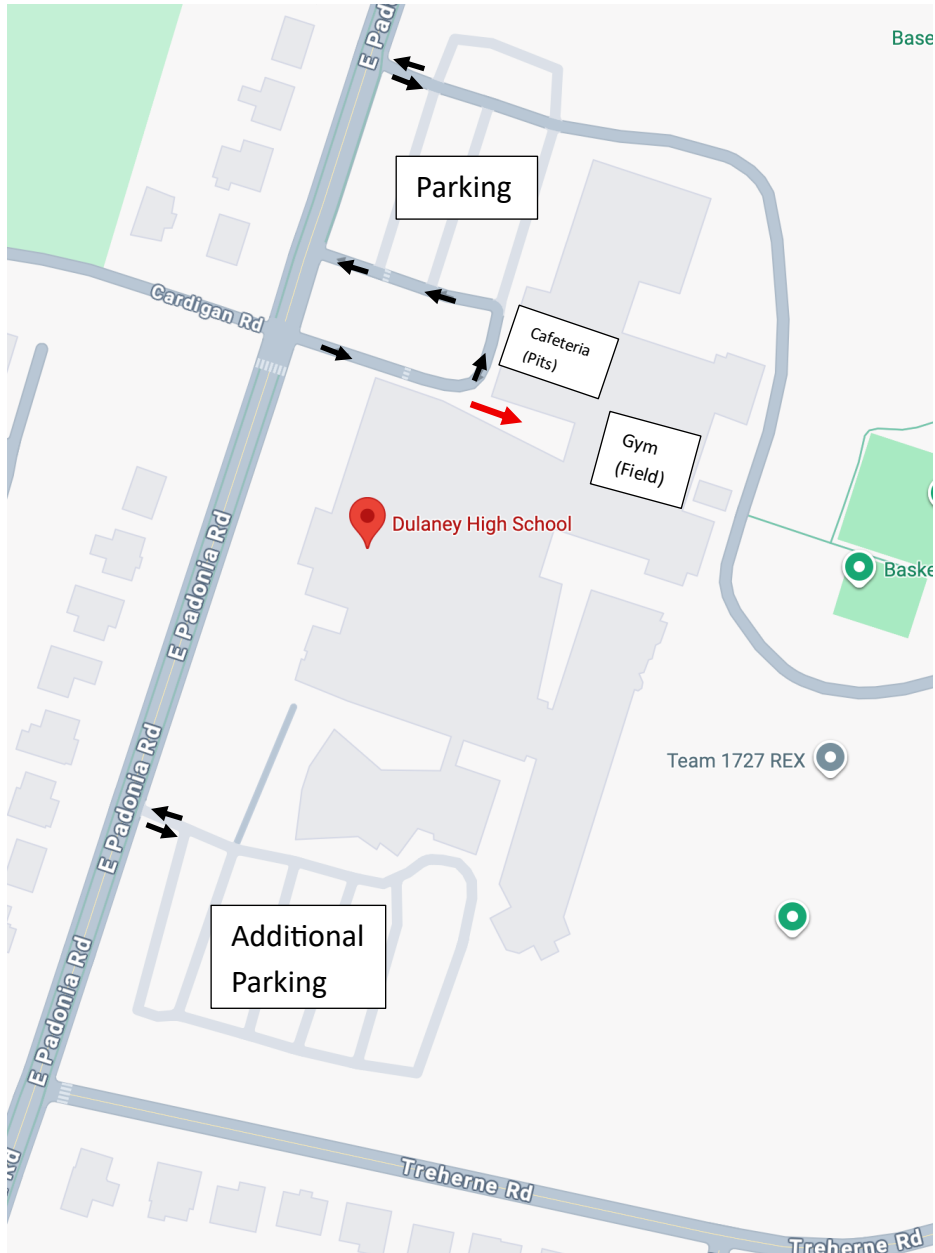 E Pad
Base
Parking
Cardigan Rd
Cafeteria
(Pits)
Gym
(Field)
Dulaney High School
E Padonia Rd
Baske
E Padonia Rd
Team 1727 REX
Additional
Parking
E Padonia Rd
Treherne Rd
Rd
Treherne Rd